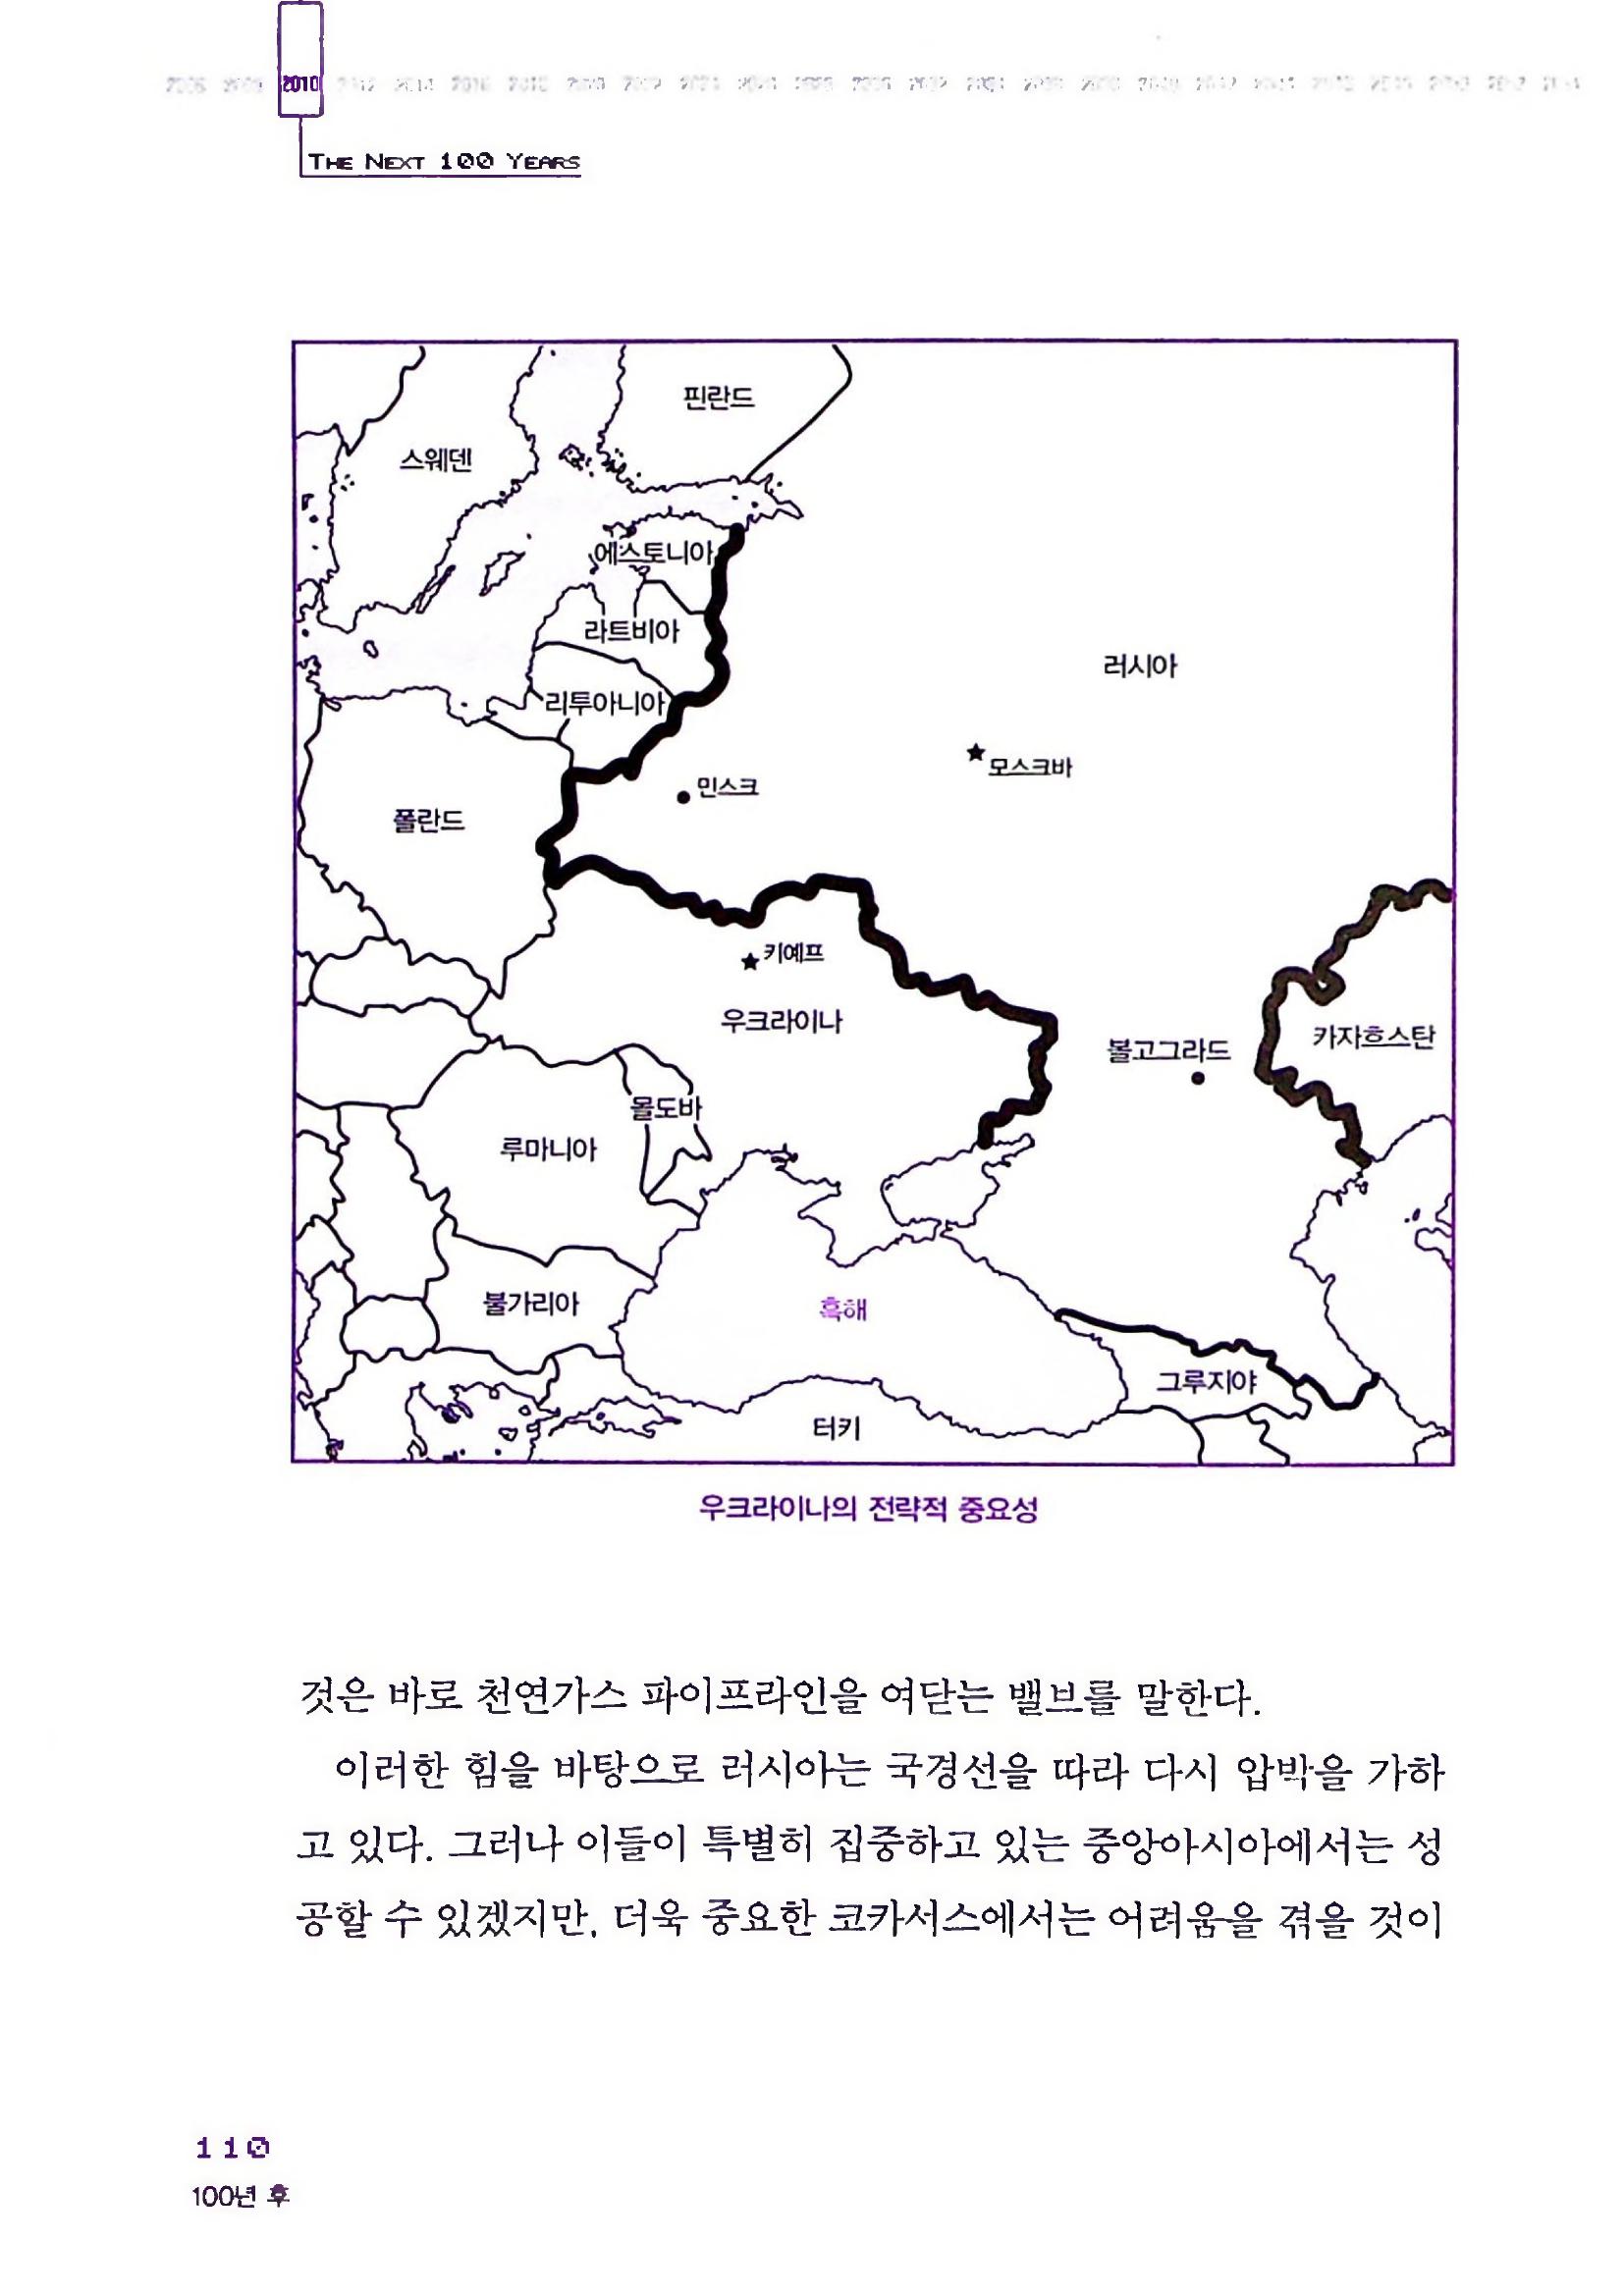 2010
THE NEXT 100 YEARS
핀란드
스웨덴
에스토니아
라트비아
러시아
리투아니아
모스크바
민스크
폴란드
키예프
우크라이나
카자흐스탄
볼고그라드
몰도바
루마니아
불가리아
흑해
그루지야
터키
우크라이나의 전략적 중요성
것은 바로 천연가스 파이프라인을 여닫는 밸브를 말한다.
이러한 힘을 바탕으로 러시아는 국경선을 따라 다시 압박을 가하
고 있다. 그러나 이들이 특별히 집중하고 있는 중앙아시아에서는 성
공할 수 있겠지만, 더욱 중요한 코카서스에서는 어려움을 겪을 것이
110
100년 후